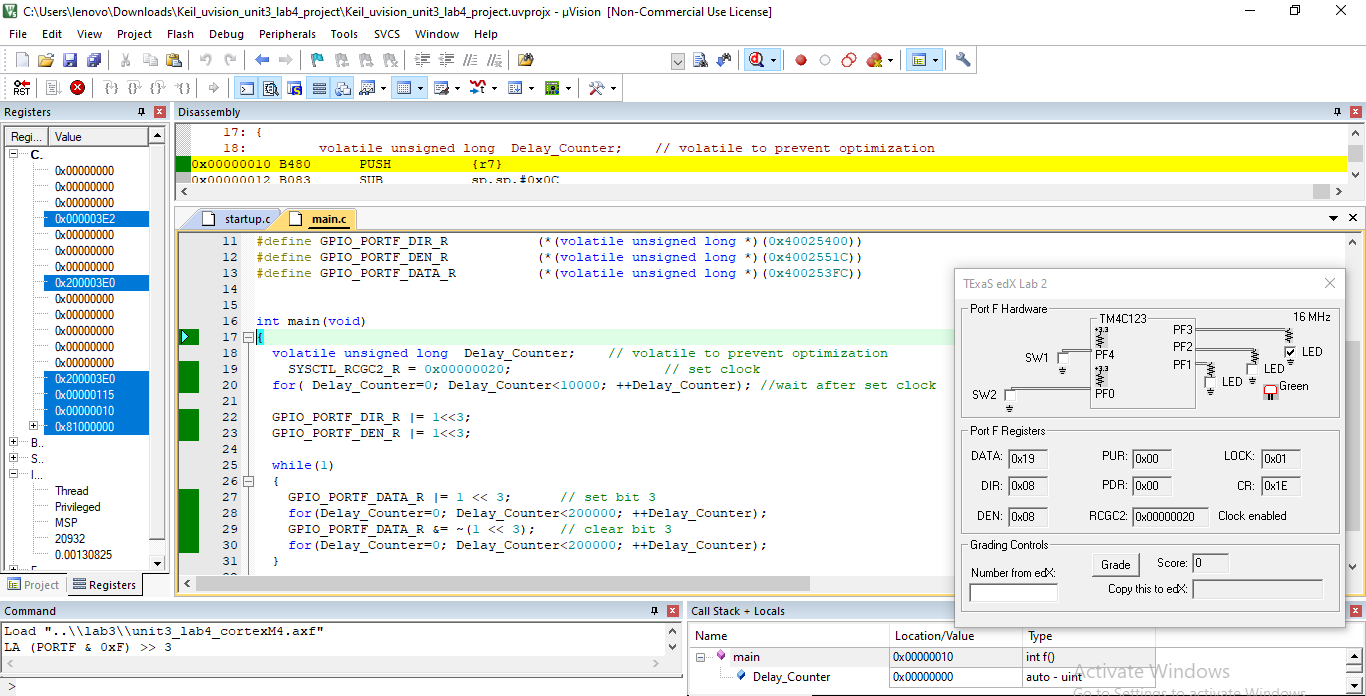 C:\Users\lenovo\Downloads\Keil_uvision_unit3_lab4_project\Keil_uvision_unit3_lab4_project.uvprojx - µVision [Non-Commercial Use License]
File Edit View Project Flash Debug Peripherals Tools SVCS Window Help
RST
Registers
Regi... Value
C.
0x00000000
0x00000000
0x00000000
0x000003E2
0x00000000
0x00000000
0x00000000
0x200003E0
0x00000000
0x00000000
0x00000000
0x00000000
0x00000000
0x200003E0
0x00000115
0x00000010
0x81000000
B..
S..
I...
Thread
Privileged
MSP
20932
0.00130825
Project Registers
Disassembly
17: {
18: volatile unsigned long Delay_Counter; // volatile to prevent optimization
0x00000010 B480 PUSH {r7}
0x00000012 B083 SUB sp,sp,#0x0C
startup.c main.c
11 #define GPIO_PORTF_DIR_R (*(volatile unsigned long *)(0x40025400))
12 #define GPIO_PORTF_DEN_R (*(volatile unsigned long *)(0x4002551C))
13 #define GPIO_PORTF_DATA_R (*(volatile unsigned long *)(0x400253FC))
14
15
16 int main(void)
17 {
18 volatile unsigned long Delay_Counter; // volatile to prevent optimization
19 SYSCTL_RCGC2_R = 0x00000020; // set clock
20 for( Delay_Counter=0; Delay_Counter<10000; ++Delay_Counter); //wait after set clock
21
22 GPIO_PORTF_DIR_R |= 1<<3;
23 GPIO_PORTF_DEN_R |= 1<<3;
24
25 while(1)
26 {
27 GPIO_PORTF_DATA_R |= 1 << 3; // set bit 3
28 for(Delay_Counter=0; Delay_Counter<200000; ++Delay_Counter);
29 GPIO_PORTF_DATA_R &= ~(1 << 3); // clear bit 3
30 for(Delay_Counter=0; Delay_Counter<200000; ++Delay_Counter);
31 }
TExaS edX Lab 2
Port F Hardware
TM4C123 16 MHz
+3.3 PF3
SW1 PF4 PF2 LED
+3.3 PF1 LED
SW2 PF0 LED Green
Port F Registers
DATA: 0x19 PUR: 0x00 LOCK: 0x01
DIR: 0x08 PDR: 0x00 CR: 0x1E
DEN: 0x08 RCGC2: 0x00000020 Clock enabled
Grading Controls
Number from edX: Grade Score: 0
Copy this to edX:
Command
Load "..\\lab3\\unit3_lab4_cortexM4.axf"
LA (PORTF & 0xF) >> 3
>
Call Stack + Locals
Name Location/Value Type
main 0x00000010 int f()
Delay_Counter 0x00000000 auto - uint
Activate Windows
Go to Settings to activate Windows.